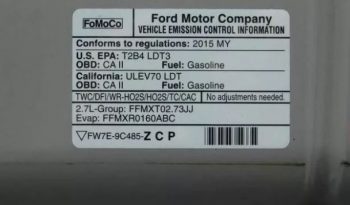 FoMoCo
Ford Motor Company
VEHICLE EMISSION CONTROL INFORMATION
Conforms to regulations: 2015 MY
U.S. EPA: T2B4 LDT3
OBD: CA II Fuel: Gasoline
California: ULEV70 LDT
OBD: CA II Fuel: Gasoline
TWC/DFI/WR-HO2S/HO2S/TC/CAC No adjustments needed.
2.7L-Group: FFMXT02.73JJ
Evap: FFMXR0160ABC
FW7E-9C485-Z C P